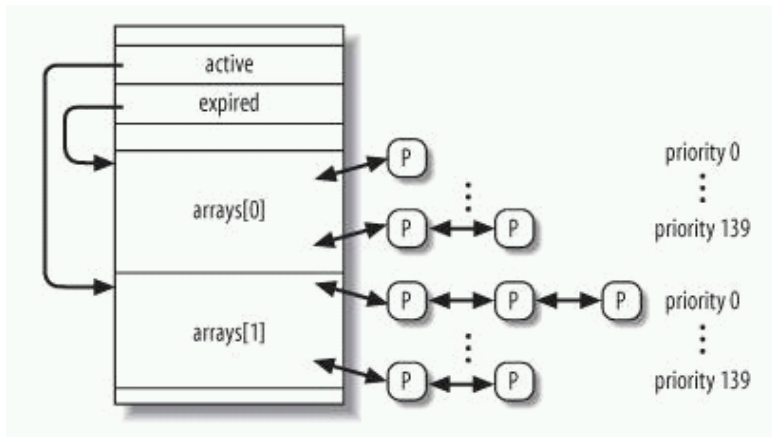 active
expired
arrays[0]
P
priority 0
P
P
priority 139
arrays[1]
P
P
P
priority 0
P
P
priority 139